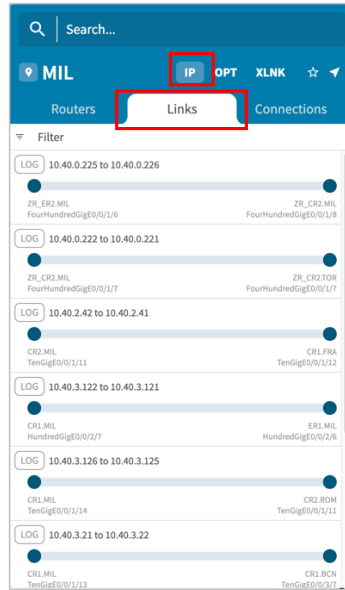 Search...
MIL IP OPT XLNK
Routers Links Connections
Filter
LOG 10.40.0.225 to 10.40.0.226
ZR_ER2.MIL ZR_CR2.MIL
FourHundredGigE0/0/1/6 FourHundredGigE0/0/1/8
LOG 10.40.0.222 to 10.40.0.221
ZR_CR2.MIL ZR_CR2.TOR
FourHundredGigE0/0/1/7 FourHundredGigE0/0/1/7
LOG 10.40.2.42 to 10.40.2.41
CR2.MIL CR1.FRA
TenGigE0/0/1/11 TenGigE0/0/1/12
LOG 10.40.3.122 to 10.40.3.121
CR1.MIL ER1.MIL
HundredGigE0/0/2/7 HundredGigE0/0/2/6
LOG 10.40.3.126 to 10.40.3.125
CR1.MIL CR2.ROM
TenGigE0/0/1/14 TenGigE0/0/1/11
LOG 10.40.3.21 to 10.40.3.22
CR1.MIL CR1.BCN
TenGigE0/0/1/13 TenGigE0/0/3/7